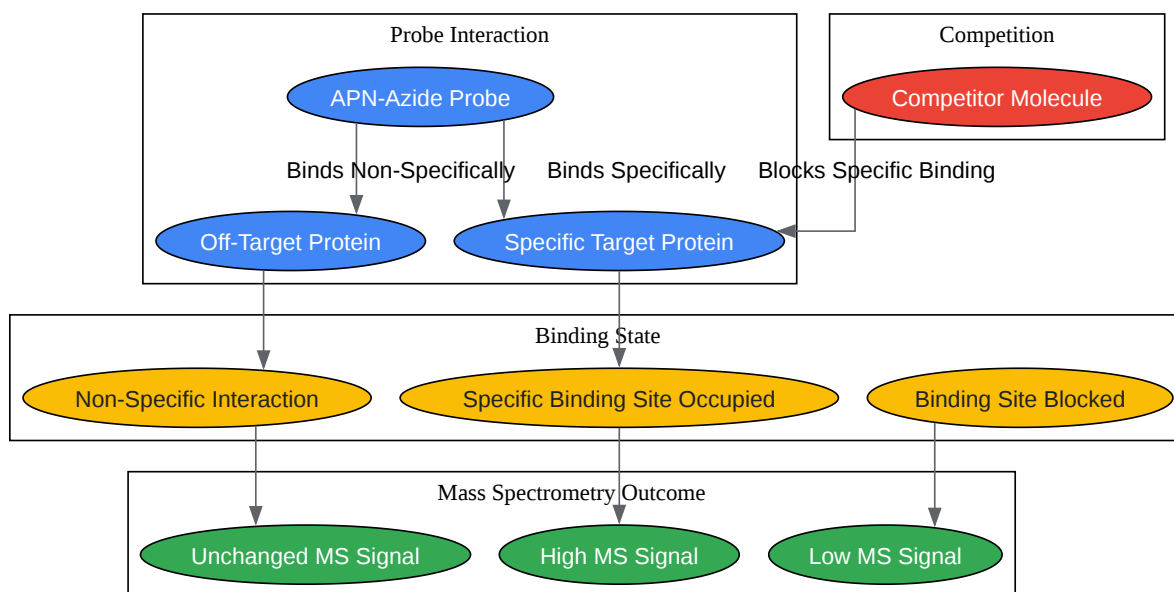 Probe Interaction
Competition
APN-Azide Probe
Competitor Molecule
Binds Non-Specifically
Binds Specifically
Blocks Specific Binding
Off-Target Protein
Specific Target Protein
Binding State
Non-Specific Interaction
Specific Binding Site Occupied
Binding Site Blocked
Mass Spectrometry Outcome
Unchanged MS Signal
High MS Signal
Low MS Signal